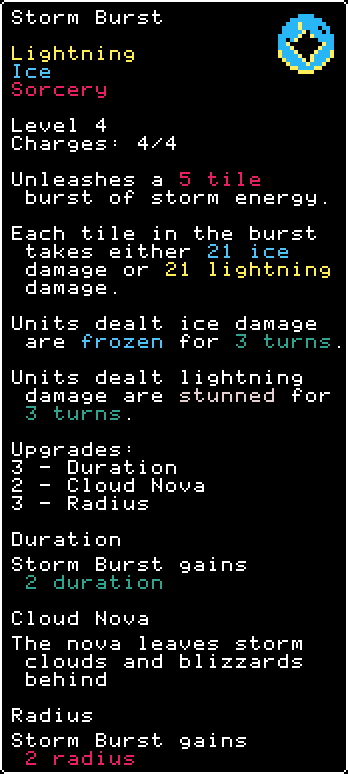 Storm Burst
Lightning
Ice
Sorcery
Level 4
Charges: 4/4
Unleashes a 5 tile
burst of storm energy.
Each tile in the burst
takes either 21 ice
damage or 21 lightning
damage.
Units dealt ice damage
are frozen for 3 turns.
Units dealt lightning
damage are stunned for
3 turns.
Upgrades:
3 - Duration
2 - Cloud Nova
3 - Radius
Duration
Storm Burst gains
2 duration
Cloud Nova
The nova leaves storm
clouds and blizzards
behind
Radius
Storm Burst gains
2 radius